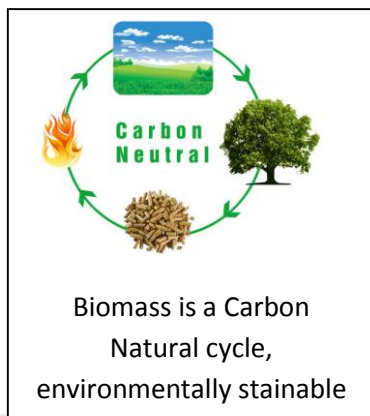 Carbon
Neutral
Biomass is a Carbon
Natural cycle,
environmentally stainable